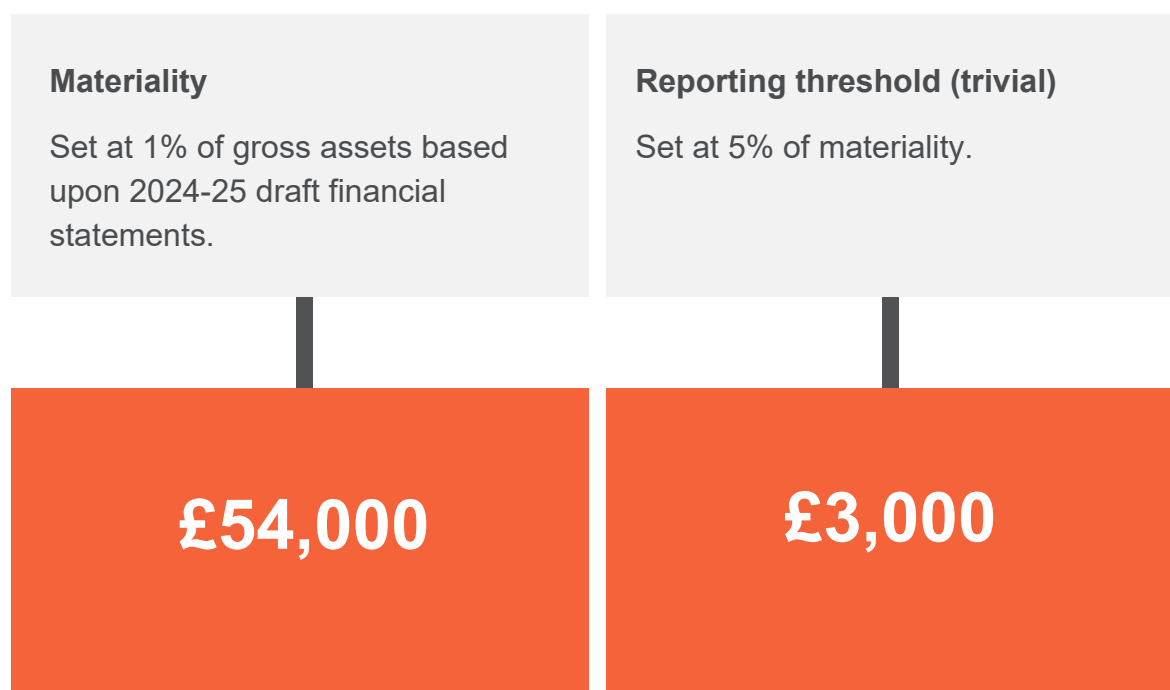 Materiality
Set at 1% of gross assets based
upon 2024-25 draft financial
statements.
£54,000
Reporting threshold (trivial)
Set at 5% of materiality.
£3,000